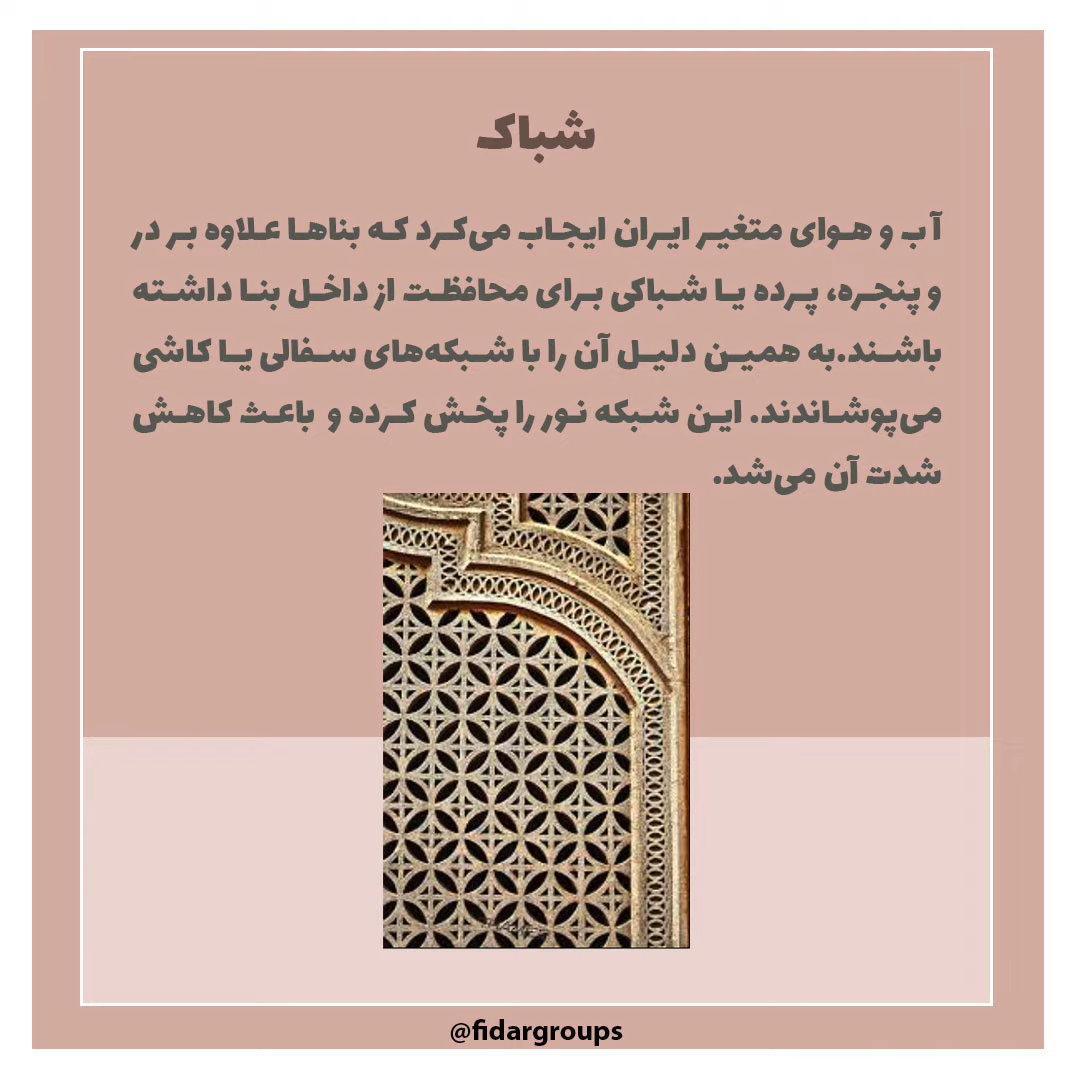 شباک
آب و هوای متغیر ایران ایجاب می‌کرد که بناها علاوه بر در
و پنجره، پرده یا شباکی برای محافظت از داخل بنا داشته
باشند.به همین دلیل آن را با شبکه‌های سفالی یا کاشی
می‌پوشاندند. این شبکه نور را پخش کرده و باعث کاهش
شدت آن می‌شد.
@fidargroups